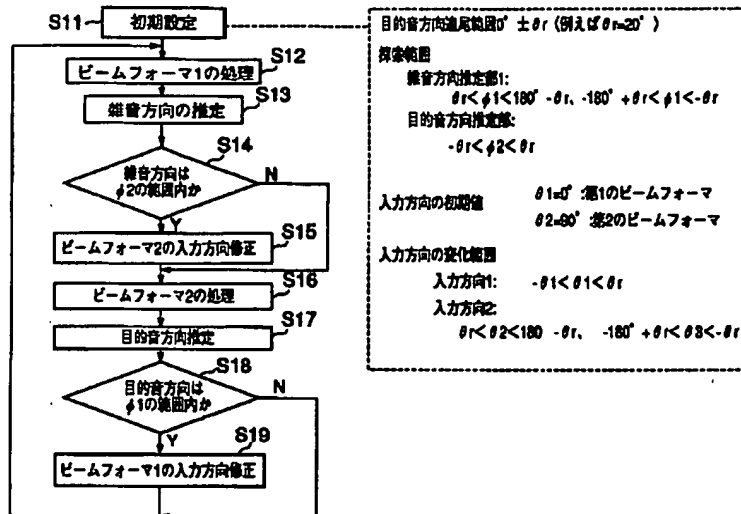 S11
初期設定
S12
ビームフォーマ1の処理
S13
雑音方向の推定
S14
雑音方向は
φ2の範囲内か
N
Y
S15
ビームフォーマ2の入力方向修正
S16
ビームフォーマ2の処理
S17
目的音方向推定
S18
目的音方向は
φ1の範囲内か
N
Y
S19
ビームフォーマ1の入力方向修正
目的音方向追尾範囲0° ±θr (例えばθr=20° )
探索範囲
雑音方向推定部1:
θr<φ1<180° -θr、-180° +θr<φ1<-θr
目的音方向推定部:
-θr<φ2<θr
入力方向の初期値 θ1=0° :第1のビームフォーマ
θ2=90° :第2のビームフォーマ
入力方向の変化範囲
入力方向1: -θ1<θ1<θr
入力方向2:
θr<θ2<180 -θr、 -180° +θr<θ3<-θr